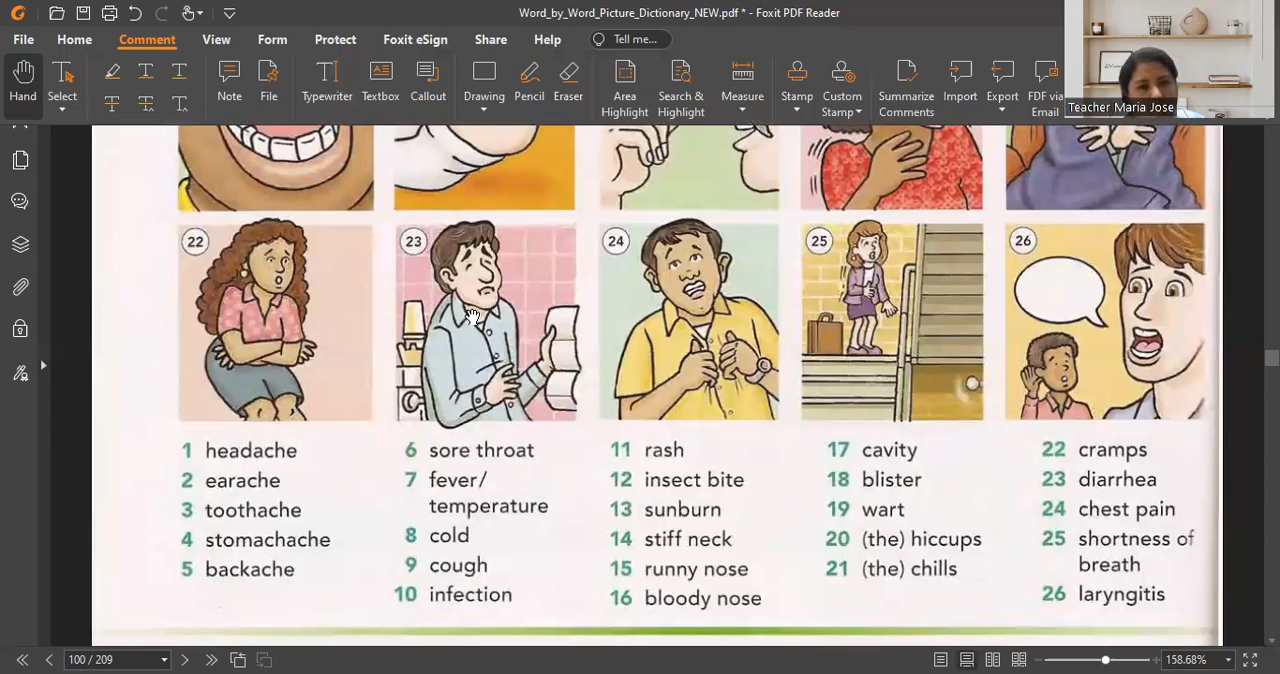 Word_by_Word_Picture_Dictionary_NEW.pdf * - Foxit PDF Reader
File Home Comment View Form Protect Foxit eSign Share Help Tell me...
Hand Select Note File Typewriter Textbox Callout Drawing Pencil Eraser Area Highlight Search & Highlight Measure Stamp Custom Stamp Summarize Comments Import Export FDF via Email
Teacher Maria Jose
22 23 24 25 26
1 headache
2 earache
3 toothache
4 stomachache
5 backache
6 sore throat
7 fever/
temperature
8 cold
9 cough
10 infection
11 rash
12 insect bite
13 sunburn
14 stiff neck
15 runny nose
16 bloody nose
17 cavity
18 blister
19 wart
20 (the) hiccups
21 (the) chills
22 cramps
23 diarrhea
24 chest pain
25 shortness of
breath
26 laryngitis
100 / 209
158.68%